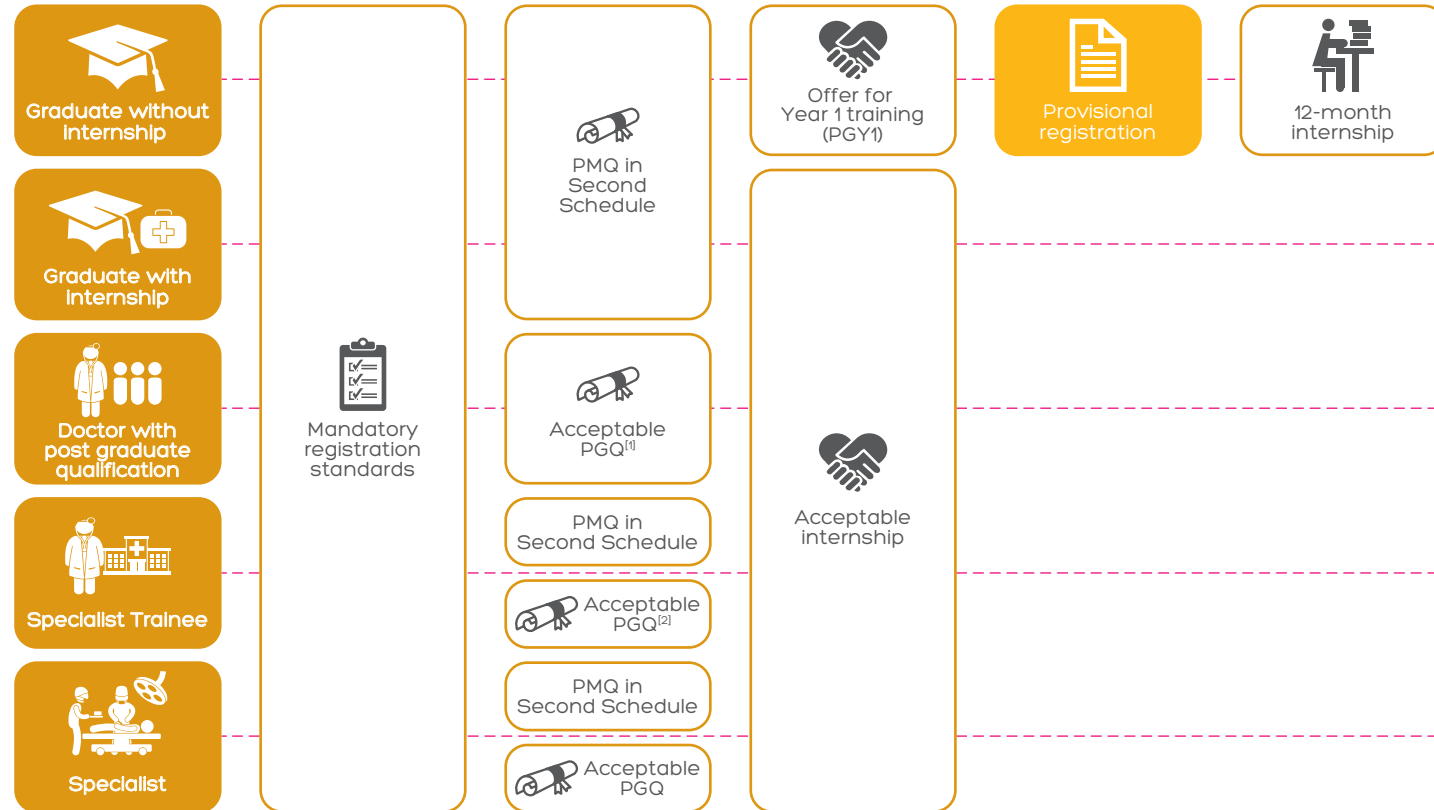 Graduate without
internship
Graduate with
internship
Doctor with
post graduate
qualification
Specialist Trainee
Specialist
Mandatory
registration
standards
PMQ in
Second
Schedule
Acceptable
PGQ[1]
PMQ in
Second Schedule
Acceptable
PGQ[2]
PMQ in
Second Schedule
Acceptable
PGQ
Offer for
Year 1 training
(PGY1)
Acceptable
internship
Provisional
registration
12-month
internship